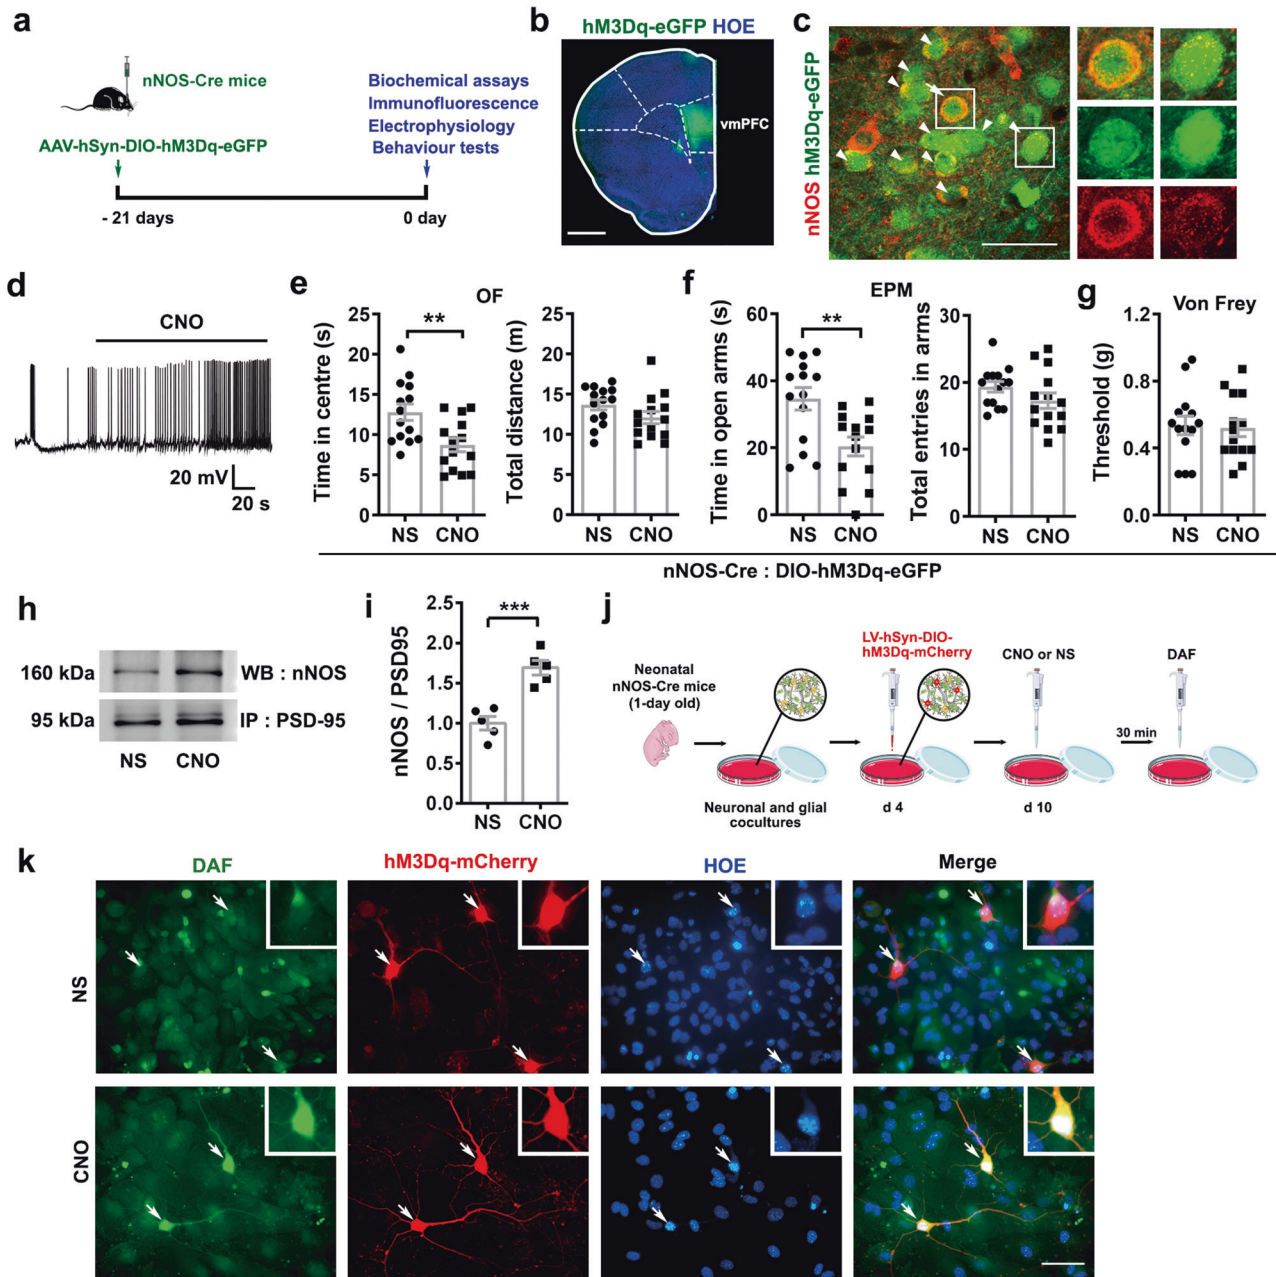 a
nNOS-Cre mice
AAV-hSyn-DIO-hM3Dq-eGFP
Biochemical assays
Immunofluorescence
Electrophysiology
Behaviour tests
- 21 days
0 day
b
hM3Dq-eGFP HOE
vmPFC
c
nNOS hM3Dq-eGFP
d
CNO
20 mV
20 s
e
OF
Time in centre (s)
25
20
15
10
5
0
**
NS
CNO
Total distance (m)
25
20
15
10
5
0
NS
CNO
f
EPM
Time in open arms (s)
60
40
20
0
**
NS
CNO
Total entries in arms
30
20
10
0
NS
CNO
g
Von Frey
Threshold (g)
1.2
0.9
0.6
0.3
0.0
NS
CNO
nNOS-Cre : DIO-hM3Dq-eGFP
h
160 kDa
WB : nNOS
95 kDa
IP : PSD-95
NS
CNO
i
nNOS / PSD95
2.5
2.0
1.5
1.0
0.5
0.0
***
NS
CNO
j
Neonatal
nNOS-Cre mice
(1-day old)
Neuronal and glial
cocultures
LV-hSyn-DIO-
hM3Dq-mCherry
d 4
CNO or NS
d 10
30 min
DAF
k
DAF
hM3Dq-mCherry
HOE
Merge
NS
CNO